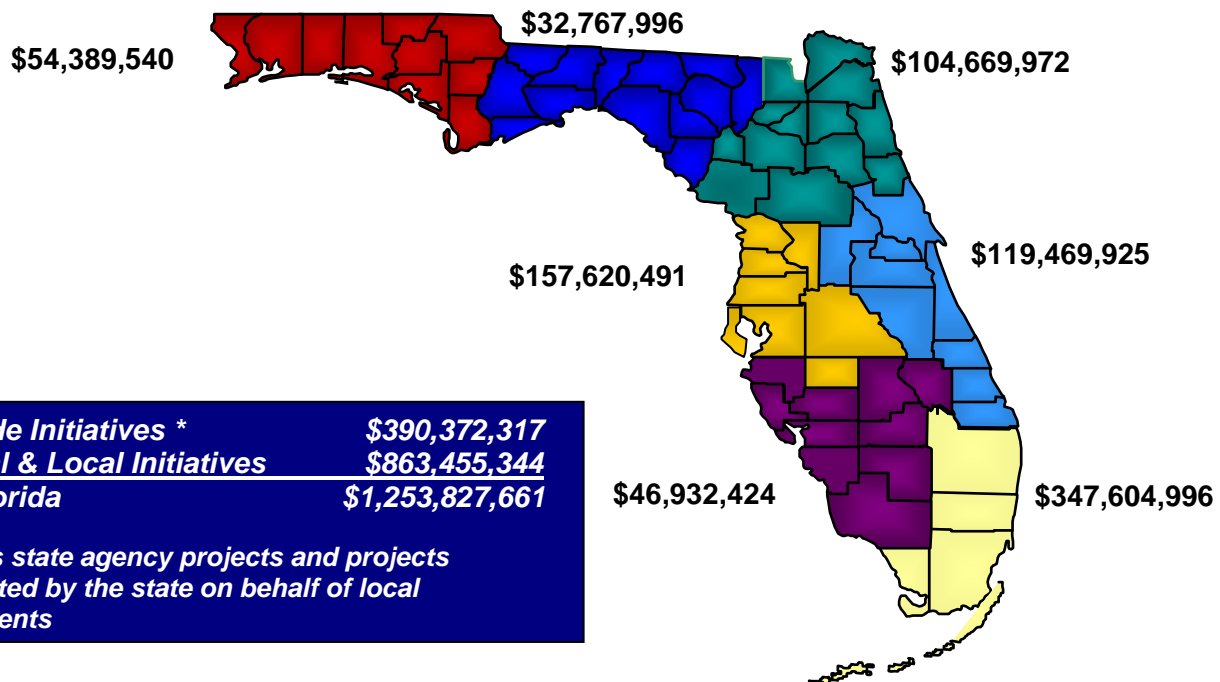 $32,767,996
$54,389,540
$104,669,972
$119,469,925
$157,620,491
de Initiatives * $390,372,317
l & Local Initiatives $863,455,344
orida $1,253,827,661
$46,932,424
$347,604,996
s state agency projects and projects
ted by the state on behalf of local
ents